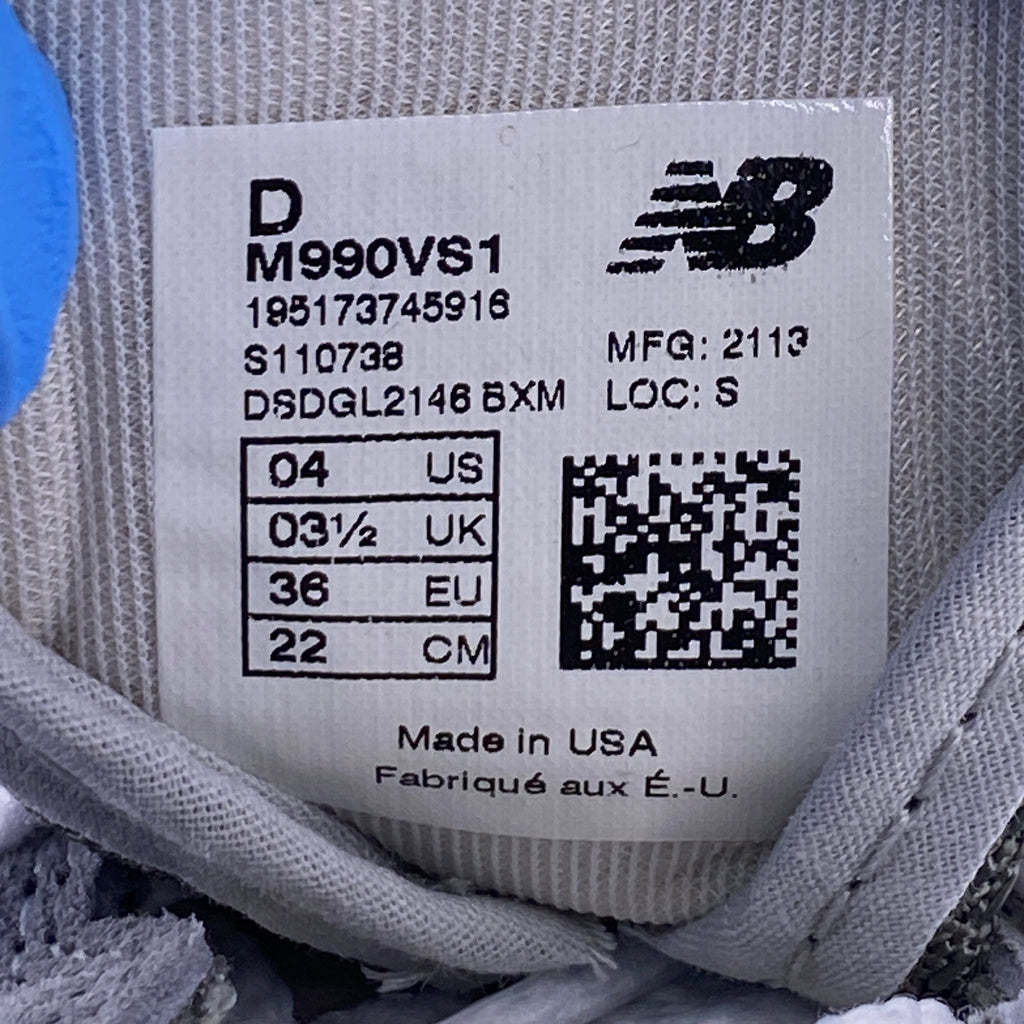 D
M990VS1
NB
195173745916
S110738
MFG: 2113
DSDGL2146 BXM
LOC: S
04 US
03½ UK
36 EU
22 CM
Made in USA
Fabriqué aux É.-U.